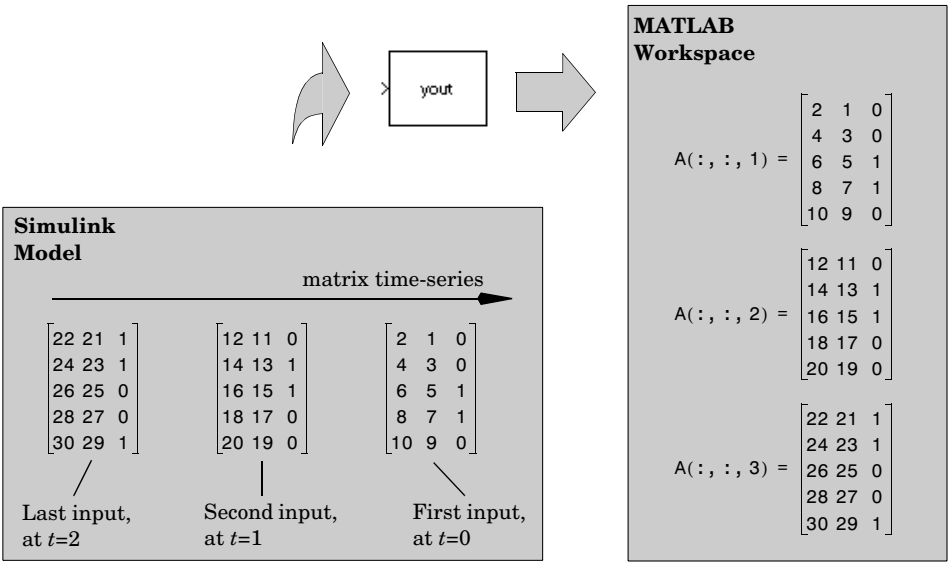 yout
MATLAB
Workspace
A(:, :, 1) =
2 1 0
4 3 0
6 5 1
8 7 1
10 9 0
A(:, :, 2) =
12 11 0
14 13 1
16 15 1
18 17 0
20 19 0
A(:, :, 3) =
22 21 1
24 23 1
26 25 0
28 27 0
30 29 1
Simulink
Model
matrix time-series
22 21 1
24 23 1
26 25 0
28 27 0
30 29 1
Last input,
at t=2
12 11 0
14 13 1
16 15 1
18 17 0
20 19 0
Second input,
at t=1
2 1 0
4 3 0
6 5 1
8 7 1
10 9 0
First input,
at t=0